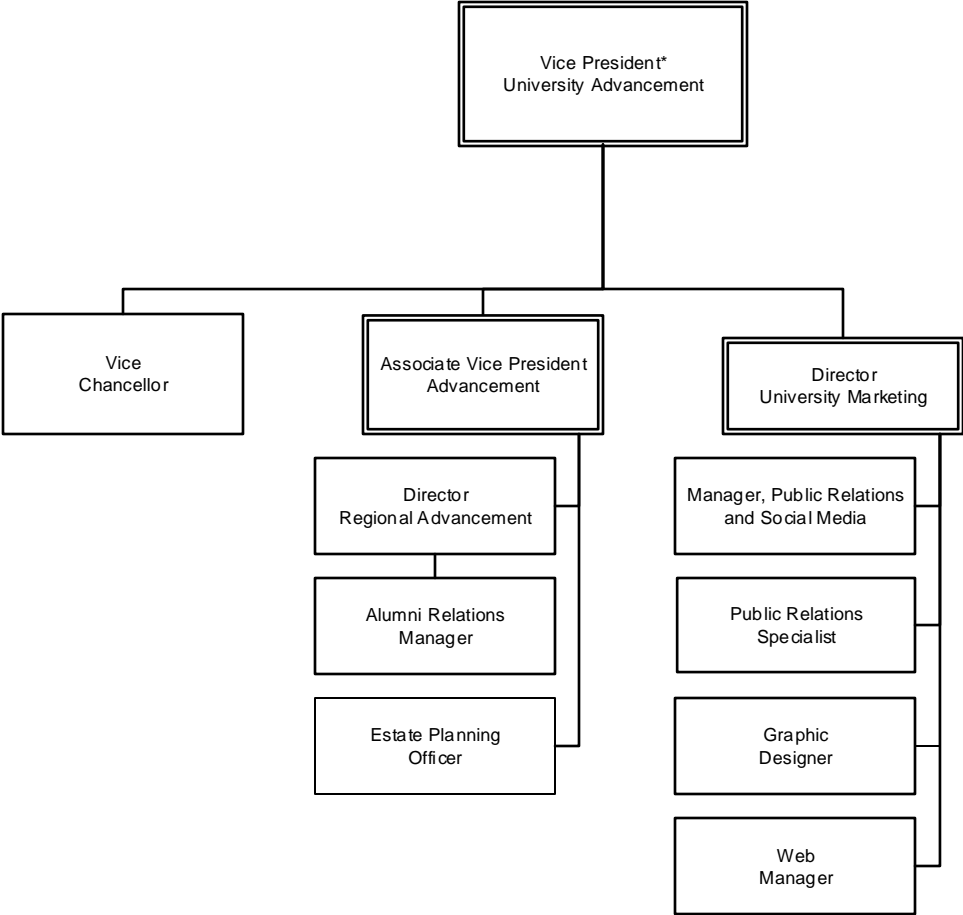 Vice President*
University Advancement
Vice
Chancellor
Associate Vice President
Advancement
Director
University Marketing
Director
Regional Advancement
Manager, Public Relations
and Social Media
Alumni Relations
Manager
Public Relations
Specialist
Estate Planning
Officer
Graphic
Designer
Web
Manager